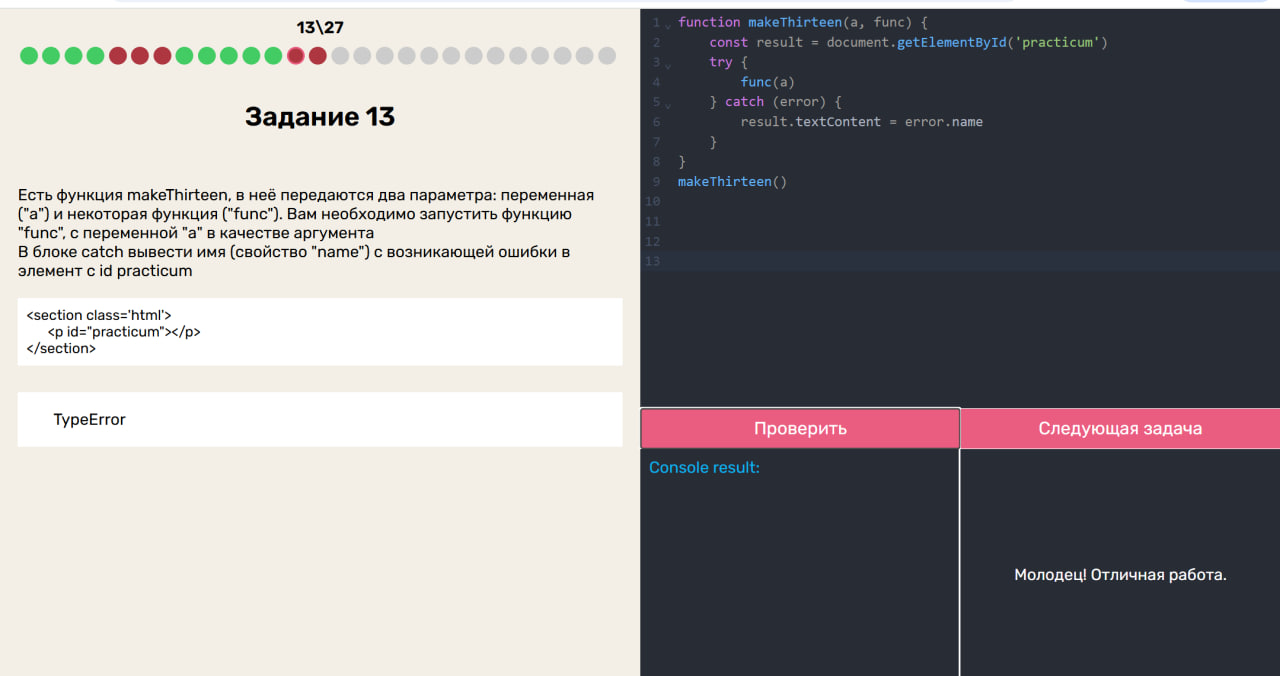 13\27
Задание 13
Есть функция makeThirteen, в неё передаются два параметра: переменная
("a") и некоторая функция ("func"). Вам необходимо запустить функцию
"func", с переменной "a" в качестве аргумента
В блоке catch вывести имя (свойство "name") с возникающей ошибки в
элемент с id practicum
<section class='html'>
<p id="practicum"></p>
</section>
TypeError
1 function makeThirteen(a, func) {
2 const result = document.getElementById('practicum')
3 try {
4 func(a)
5 } catch (error) {
6 result.textContent = error.name
7 }
8 }
9 makeThirteen()
10
11
12
13
Проверить
Следующая задача
Console result:
Молодец! Отличная работа.